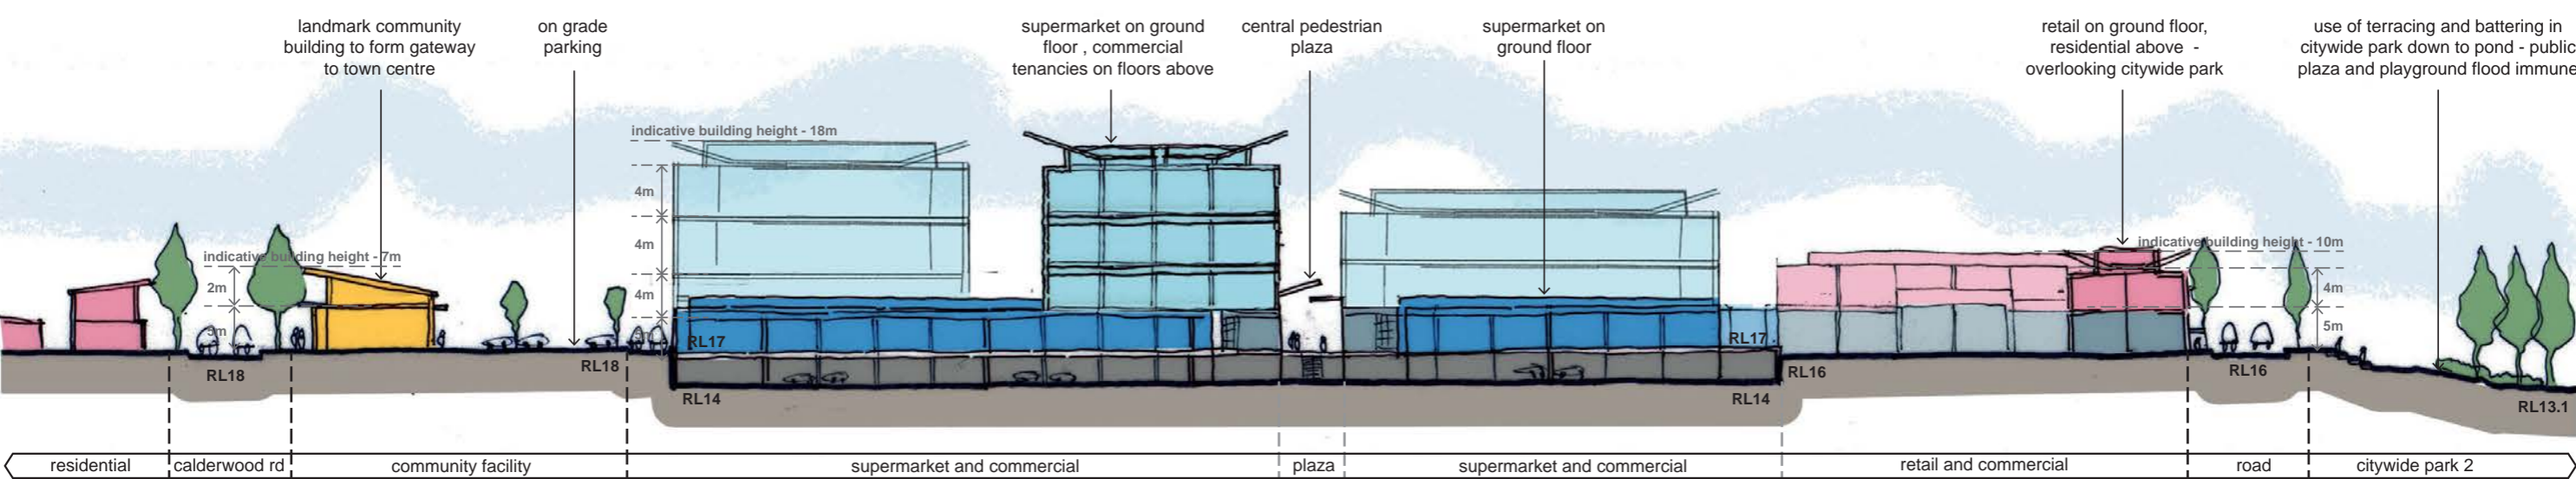 landmark community
building to form gateway
to town centre
on grade
parking
supermarket on ground
floor , commercial
tenancies on floors above
central pedestrian
plaza
supermarket on
ground floor
retail on ground floor,
residential above -
overlooking citywide park
use of terracing and battering in
citywide park down to pond - public
plaza and playground flood immune
indicative building height - 18m
4m
4m
4m
indicative building height - 7m
2m
5m
indicative building height - 10m
4m
5m
RL18
RL18
RL17
RL14
RL17
RL14
RL16
RL16
RL13.1
residential
calderwood rd
community facility
supermarket and commercial
plaza
supermarket and commercial
retail and commercial
road
citywide park 2